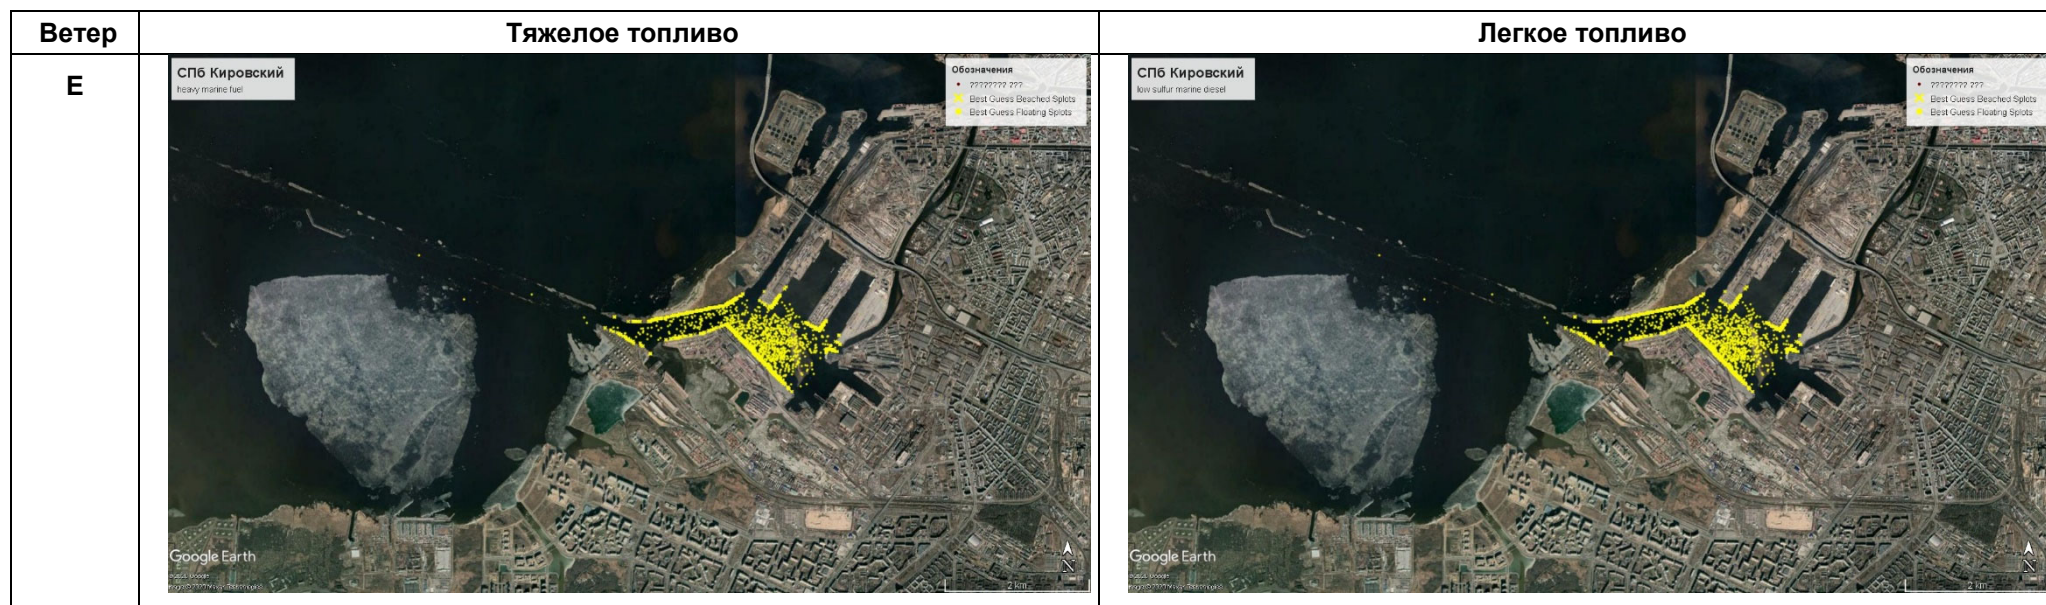 Ветер
Тяжелое топливо
Легкое топливо
E
СПб Кировский
heavy marine fuel
Обозначения
???????? ???
Best Guess Beached Splots
Best Guess Floating Splots
Google Earth
N
2 km
СПб Кировский
low sulfur marine diesel
Обозначения
???????? ???
Best Guess Beached Splots
Best Guess Floating Splots
Google Earth
N
2 km